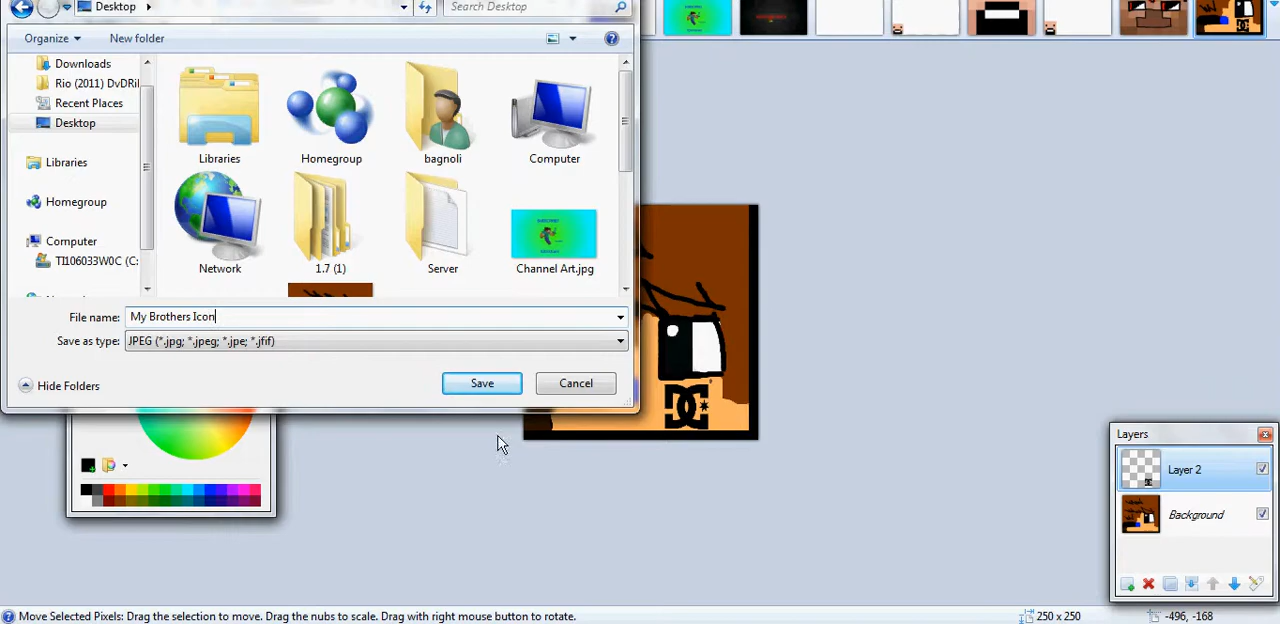 Desktop
Search Desktop
Organize
New folder
Downloads
Rio (2011) DvDRi
Recent Places
Desktop
Libraries
Homegroup
Computer
TI106033W0C (C:
Libraries
Homegroup
bagnoli
Computer
Network
1.7 (1)
Server
Channel Art.jpg
File name: My Brothers Icon
Save as type: JPEG (*.jpg; *.jpeg; *.jpe; *.jfif)
Hide Folders
Save
Cancel
Layers
Layer 2
Background
Move Selected Pixels: Drag the selection to move. Drag the nubs to scale. Drag with right mouse button to rotate.
250 x 250
-496, -168